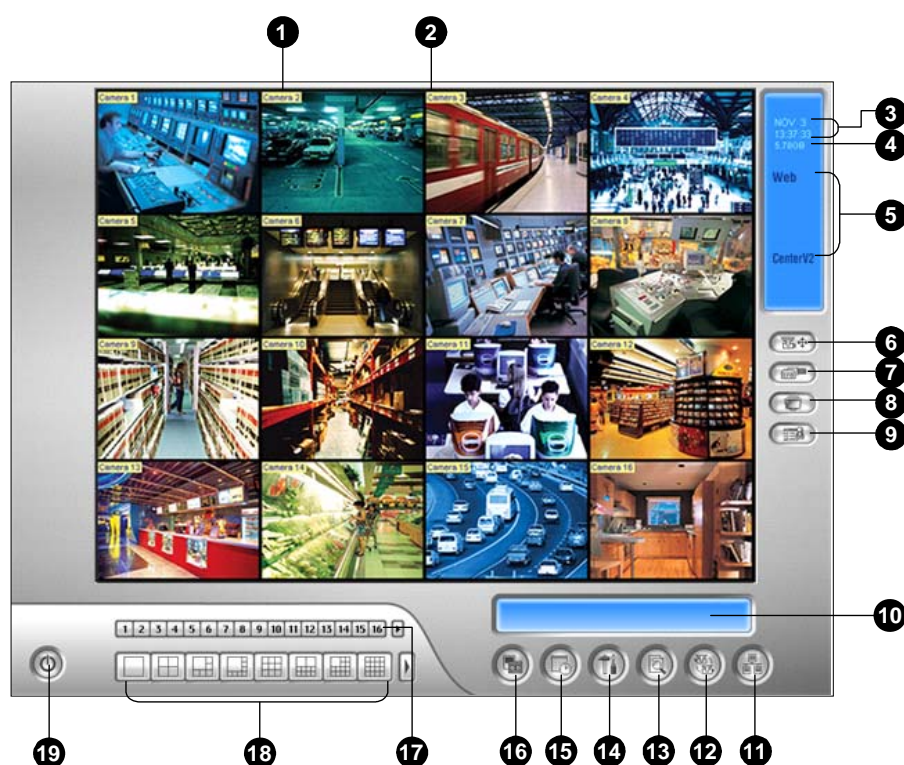 1 2
Camera 1 Camera 2 Camera 3 Camera 4
NOV 3
13:37:33
5.78GB
3
4
Web
5
CenterV2
Camera 5 Camera 6 Camera 7 Camera 8
6
7
8
9
Camera 9 Camera 10 Camera 11 Camera 12
Camera 13 Camera 14 Camera 15 Camera 16
10
1 2 3 4 5 6 7 8 9 10 11 12 13 14 15 16
19 18 17 16 15 14 13 12 11